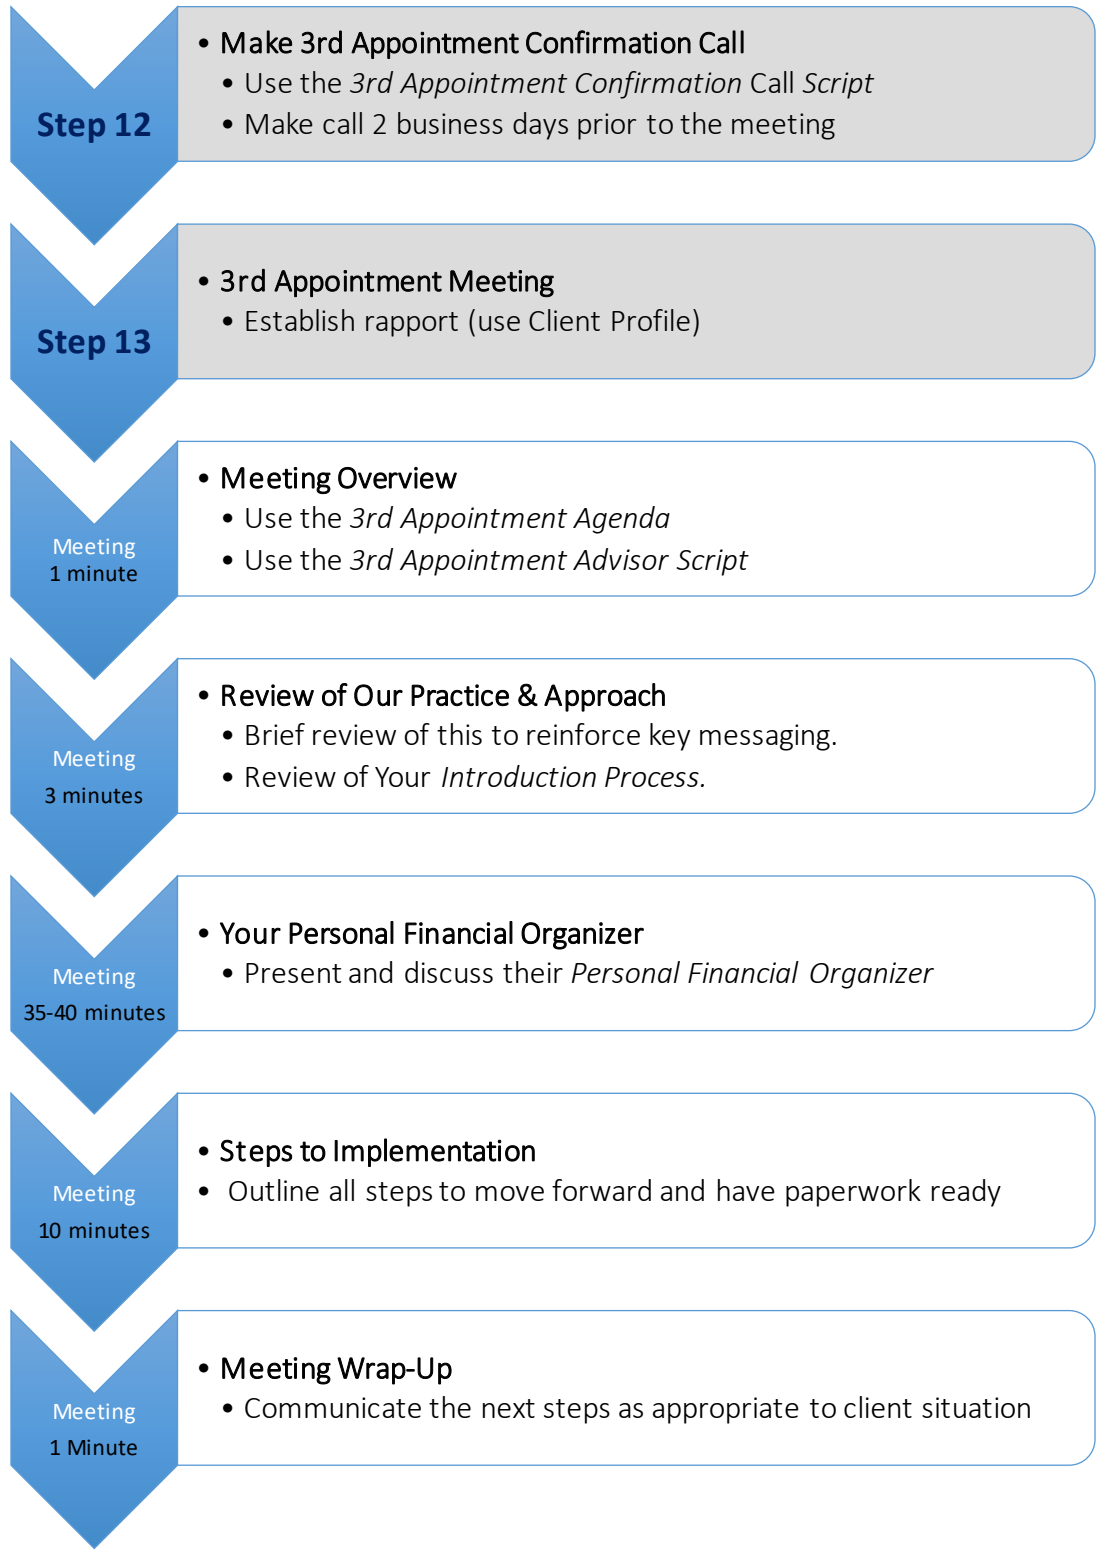 Step 12
• Make 3rd Appointment Confirmation Call
• Use the 3rd Appointment Confirmation Call Script
• Make call 2 business days prior to the meeting
Step 13
• 3rd Appointment Meeting
• Establish rapport (use Client Profile)
Meeting
1 minute
• Meeting Overview
• Use the 3rd Appointment Agenda
• Use the 3rd Appointment Advisor Script
Meeting
3 minutes
• Review of Our Practice & Approach
• Brief review of this to reinforce key messaging.
• Review of Your Introduction Process.
Meeting
35-40 minutes
• Your Personal Financial Organizer
• Present and discuss their Personal Financial Organizer
Meeting
10 minutes
• Steps to Implementation
• Outline all steps to move forward and have paperwork ready
Meeting
1 Minute
• Meeting Wrap-Up
• Communicate the next steps as appropriate to client situation